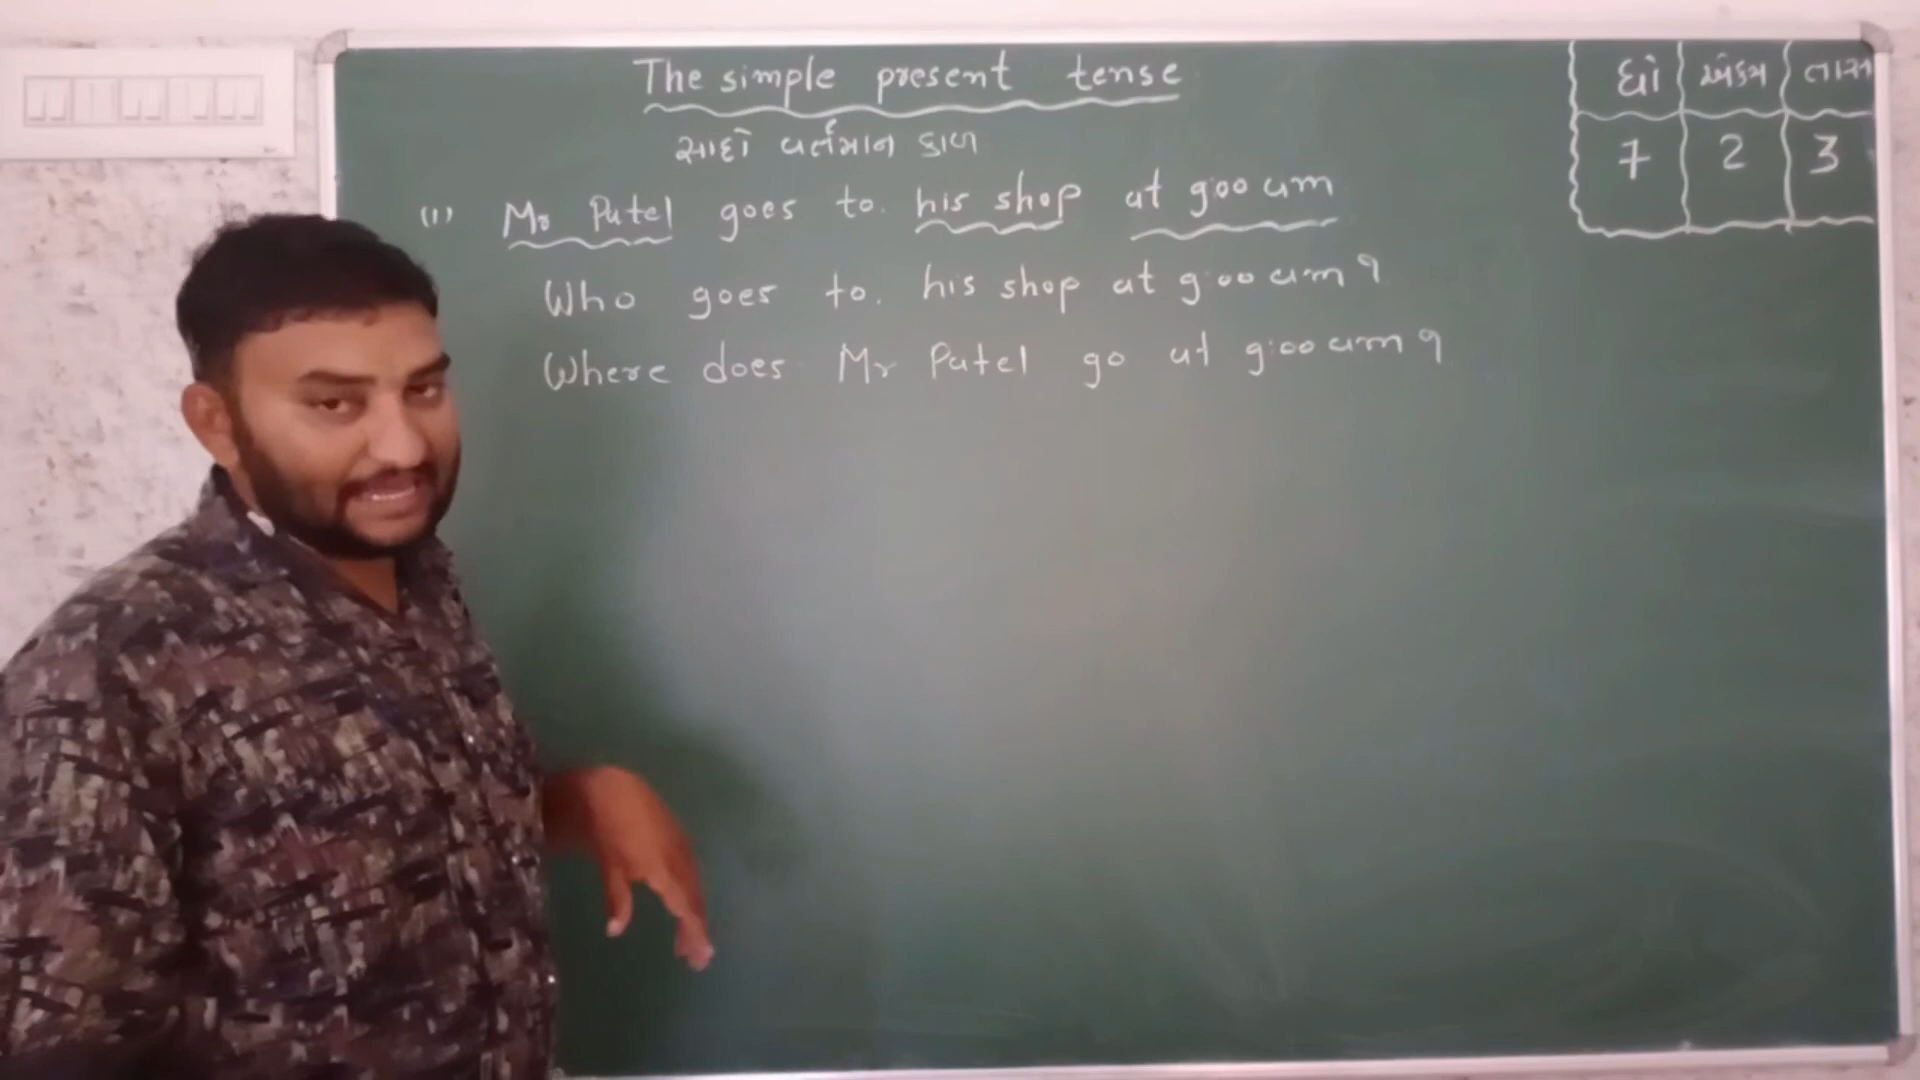 The simple present tense
સાદો વર્તમાન કાળ
(1) Mr Patel goes to. his shop at 9:00 am
Who goes to. his shop at 9:00 am?
Where does Mr Patel go at 9:00 am?
ધો એકમ તાસ
7 2 3